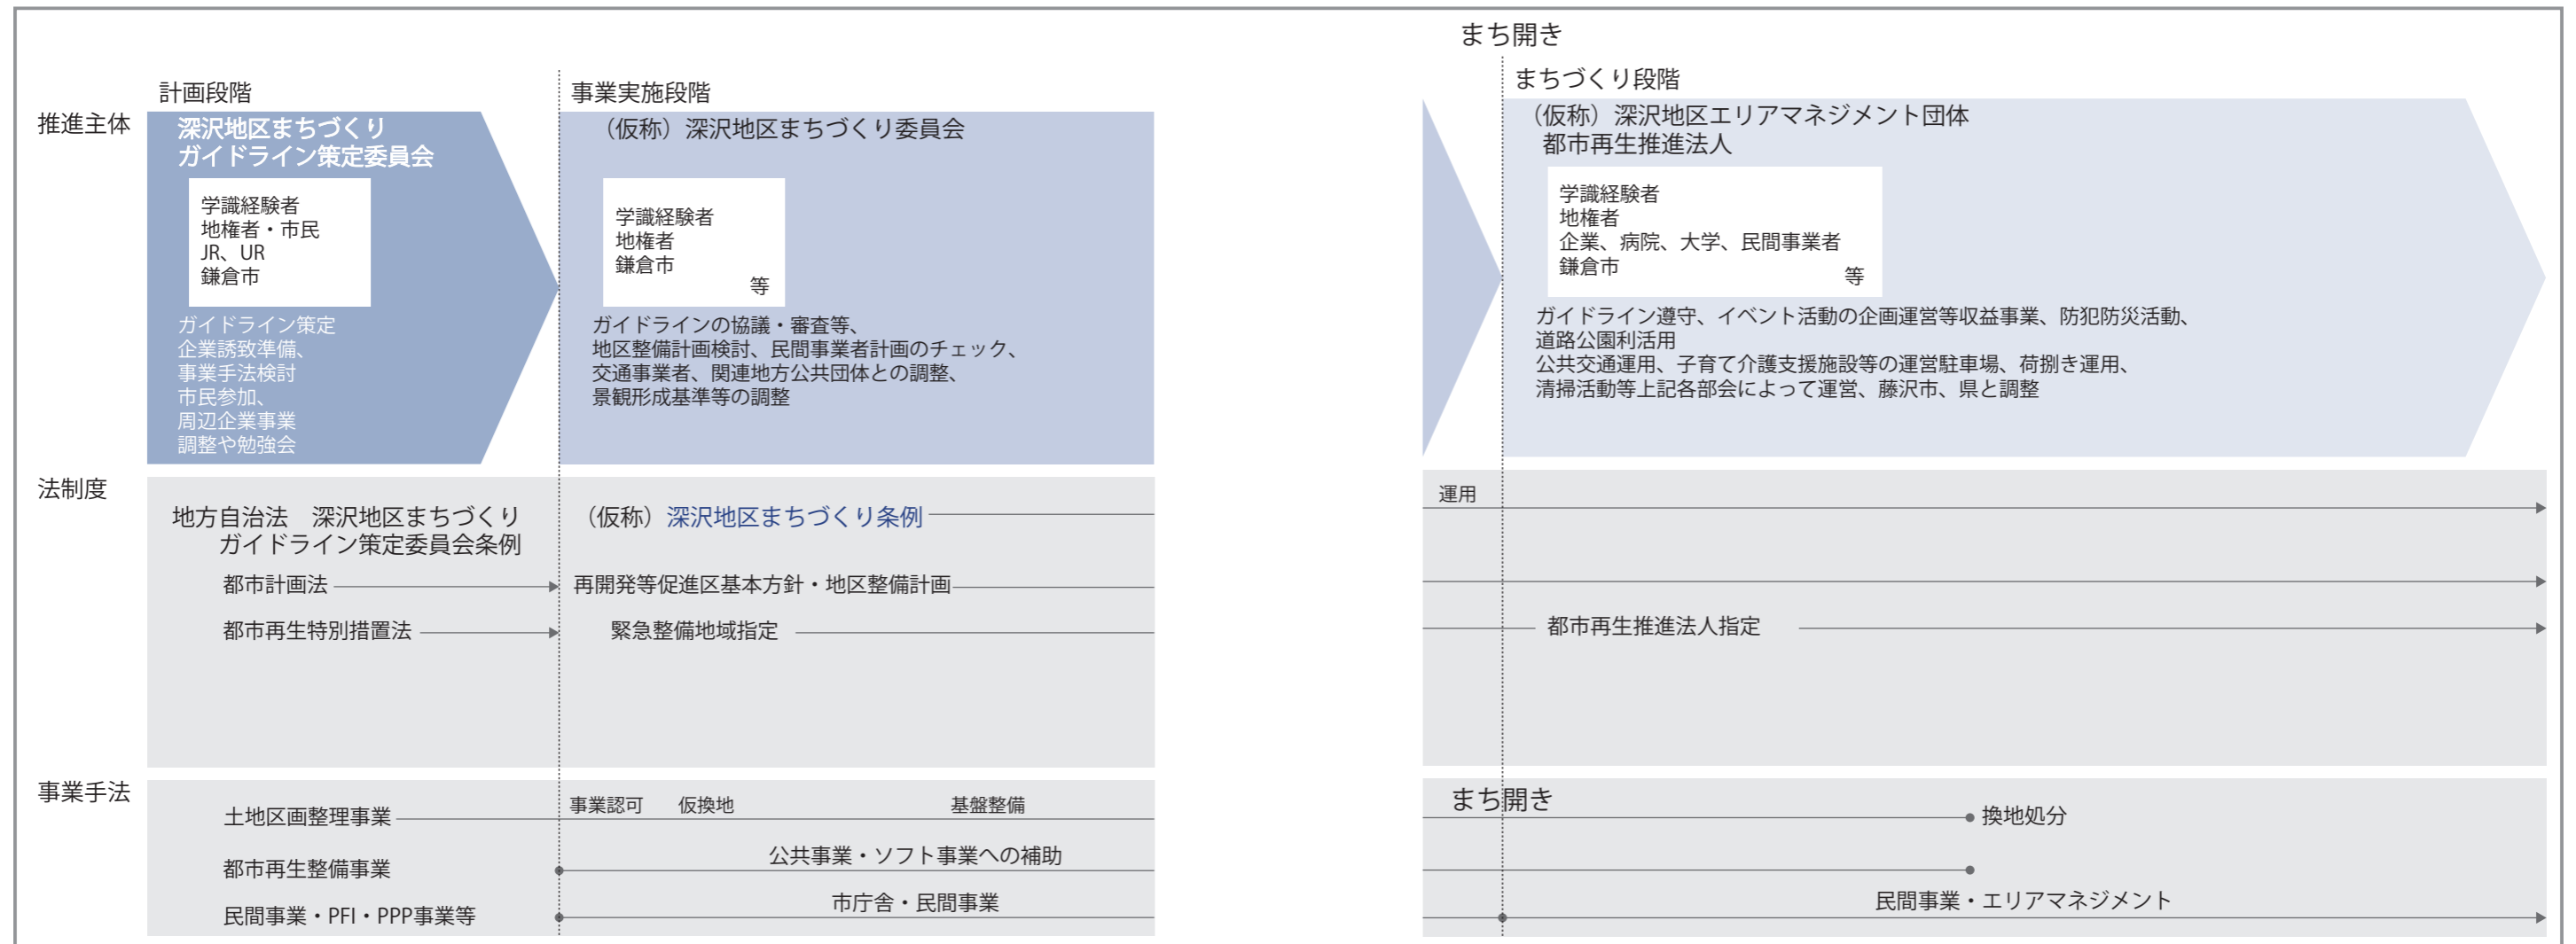 まち開き
計画段階
事業実施段階
まちづくり段階
推進主体
深沢地区まちづくり
ガイドライン策定委員会
学識経験者
地権者・市民
JR、UR
鎌倉市
ガイドライン策定
企業誘致準備、
事業手法検討
市民参加、
周辺企業事業
調整や勉強会
（仮称）深沢地区まちづくり委員会
学識経験者
地権者
鎌倉市
等
ガイドラインの協議・審査等、
地区整備計画検討、民間事業者計画のチェック、
交通事業者、関連地方公共団体との調整、
景観形成基準等の調整
（仮称）深沢地区エリアマネジメント団体
都市再生推進法人
学識経験者
地権者
企業、病院、大学、民間事業者
鎌倉市
等
ガイドライン遵守、イベント活動の企画運営等収益事業、防犯防災活動、
道路公園利活用
公共交通運用、子育て介護支援施設等の運営駐車場、荷捌き運用、
清掃活動等上記各部会によって運営、藤沢市、県と調整
法制度
地方自治法　深沢地区まちづくり
ガイドライン策定委員会条例
（仮称）深沢地区まちづくり条例
運用
都市計画法
再開発等促進区基本方針・地区整備計画
都市再生特別措置法
緊急整備地域指定
都市再生推進法人指定
事業手法
土地区画整理事業
事業認可
仮換地
基盤整備
まち開き
換地処分
都市再生整備事業
公共事業・ソフト事業への補助
民間事業・PFI・PPP事業等
市庁舎・民間事業
民間事業・エリアマネジメント